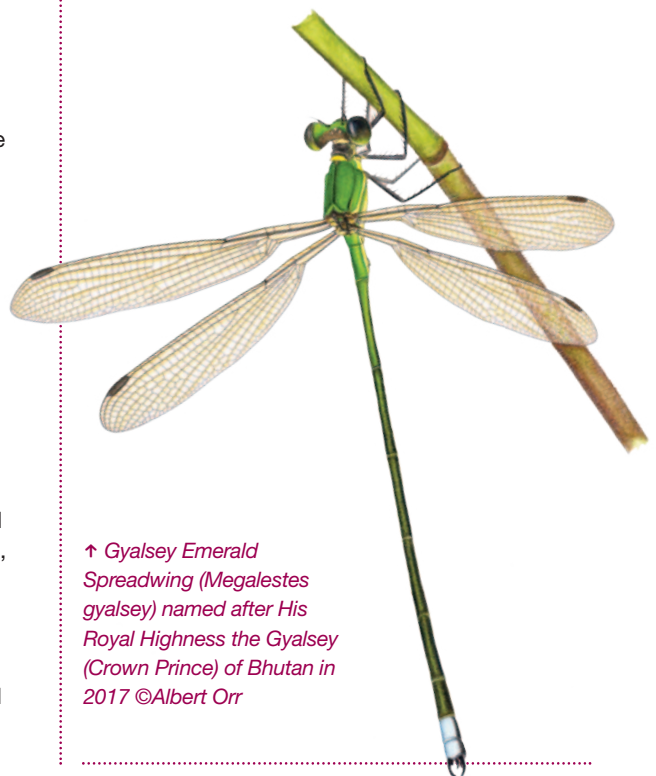 e
l
,
l
↑ Gyalsey Emerald
Spreadwing (Megalestes
gyalsey) named after His
Royal Highness the Gyalsey
(Crown Prince) of Bhutan in
2017 ©Albert Orr